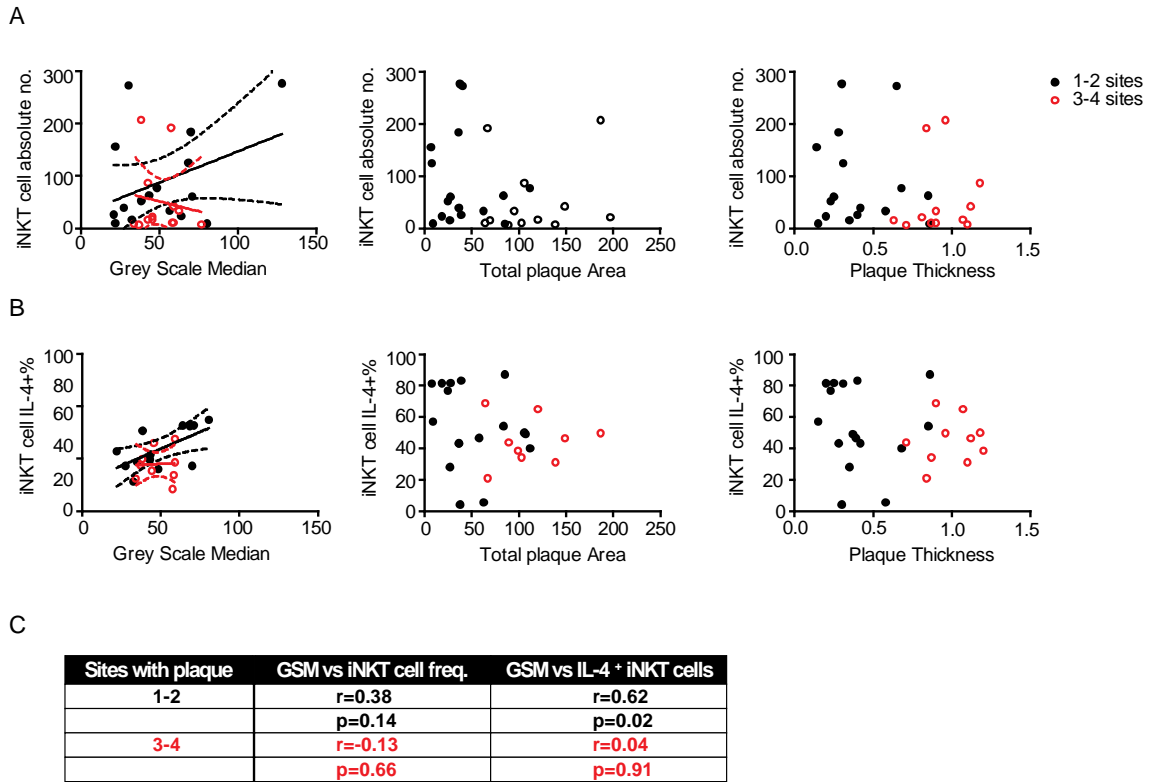 A
iNKT cell absolute no.
300
200
100
0
0 50 100 150
Grey Scale Median
iNKT cell absolute no.
300
200
100
0
0 50 100 150 200 250
Total plaque Area
iNKT cell absolute no.
300
200
100
0
0.0 0.5 1.0 1.5
Plaque Thickness
1-2 sites
3-4 sites
B
iNKT cell IL-4+%
100
80
60
40
20
0
0 50 100 150
Grey Scale Median
iNKT cell IL-4+%
100
80
60
40
20
0
0 50 100 150 200 250
Total plaque Area
iNKT cell IL-4+%
100
80
60
40
20
0
0.0 0.5 1.0 1.5
Plaque Thickness
C
Sites with plaque GSM vs iNKT cell freq. GSM vs IL-4 + iNKT cells
1-2 r=0.38 r=0.62
p=0.14 p=0.02
3-4 r=-0.13 r=0.04
p=0.66 p=0.91